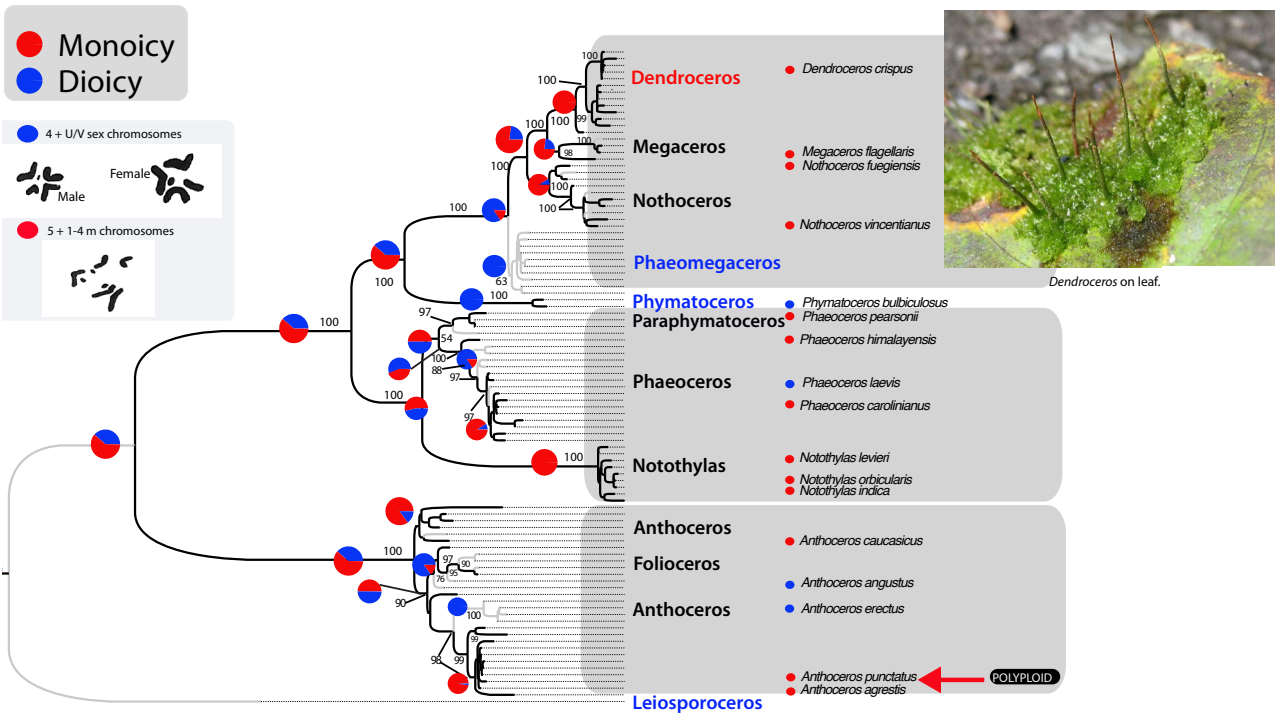 Monoicy
Dioicy
4 + U/V sex chromosomes
Female
Male
5 + 1-4 m chromosomes
100
Dendroceros
Dendroceros crispus
100
100
99
100
100
98
Megaceros
Megaceros flagellaris
Nothoceros fuegiensis
100
100
100
Nothoceros
100
Nothoceros vincentianus
Phaeomegaceros
63
100
Dendroceros on leaf.
100
Phymatoceros
Phymatoceros bulbiculosus
97
Paraphymatoceros
Phaeoceros pearsonii
100
54
Phaeoceros himalayensis
100
88
97
Phaeoceros
Phaeoceros laevis
100
97
Phaeoceros carolinianus
100
Notothylas
Notothylas levieri
Notothylas orbicularis
Notothylas indica
Anthoceros
Anthoceros caucasicus
100
97
90
95
76
Folioceros
Anthoceros angustus
90
100
Anthoceros
Anthoceros erectus
99
98
99
Anthoceros punctatus
POLYPLOID
Anthoceros agrestis
Leiosporoceros